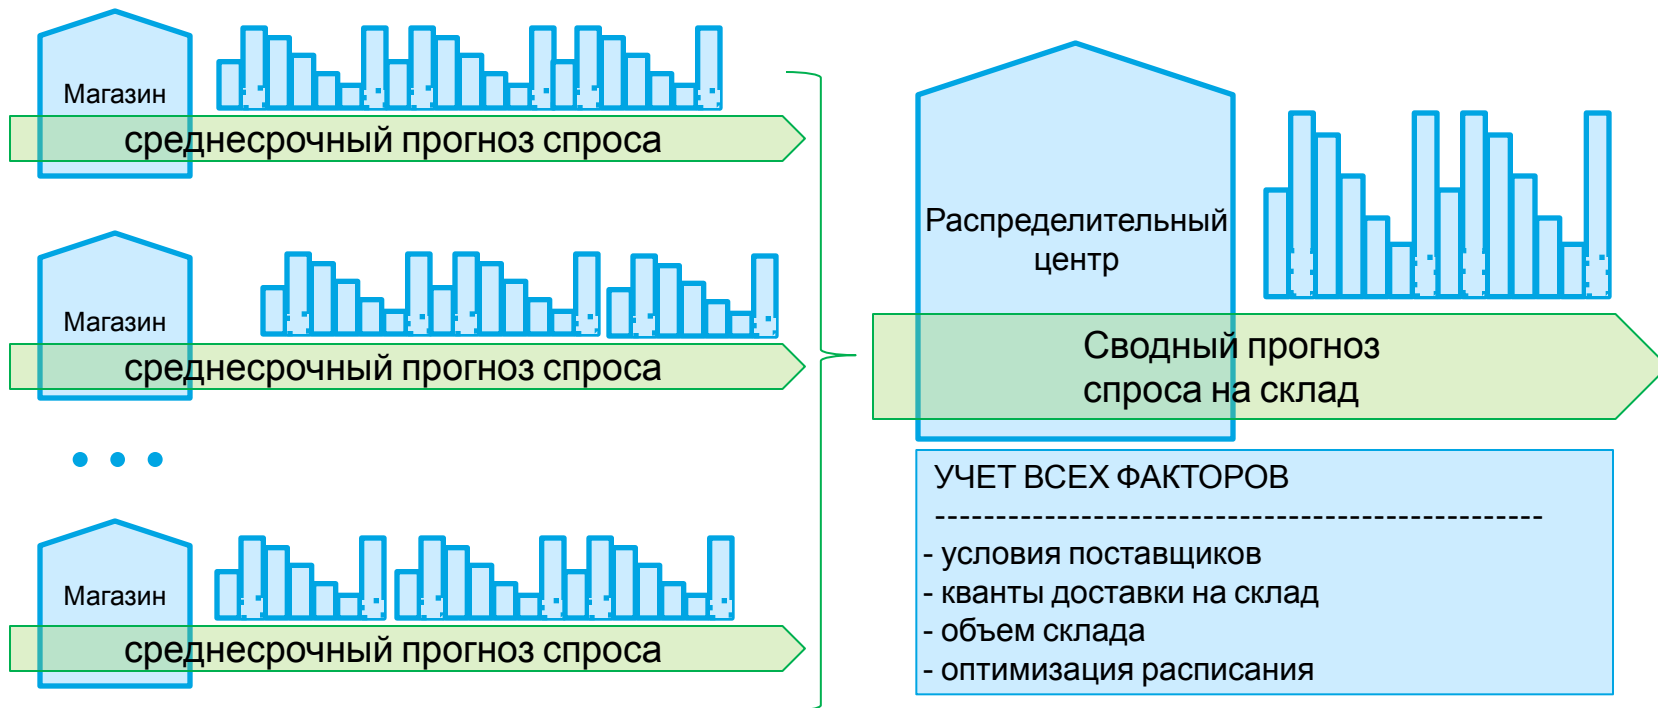 Магазин
среднесрочный прогноз спроса
Магазин
среднесрочный прогноз спроса
Магазин
среднесрочный прогноз спроса
Распределительный
центр
Сводный прогноз
спроса на склад
УЧЕТ ВСЕХ ФАКТОРОВ
--------------------------------------------------
- условия поставщиков
- кванты доставки на склад
- объем склада
- оптимизация расписания